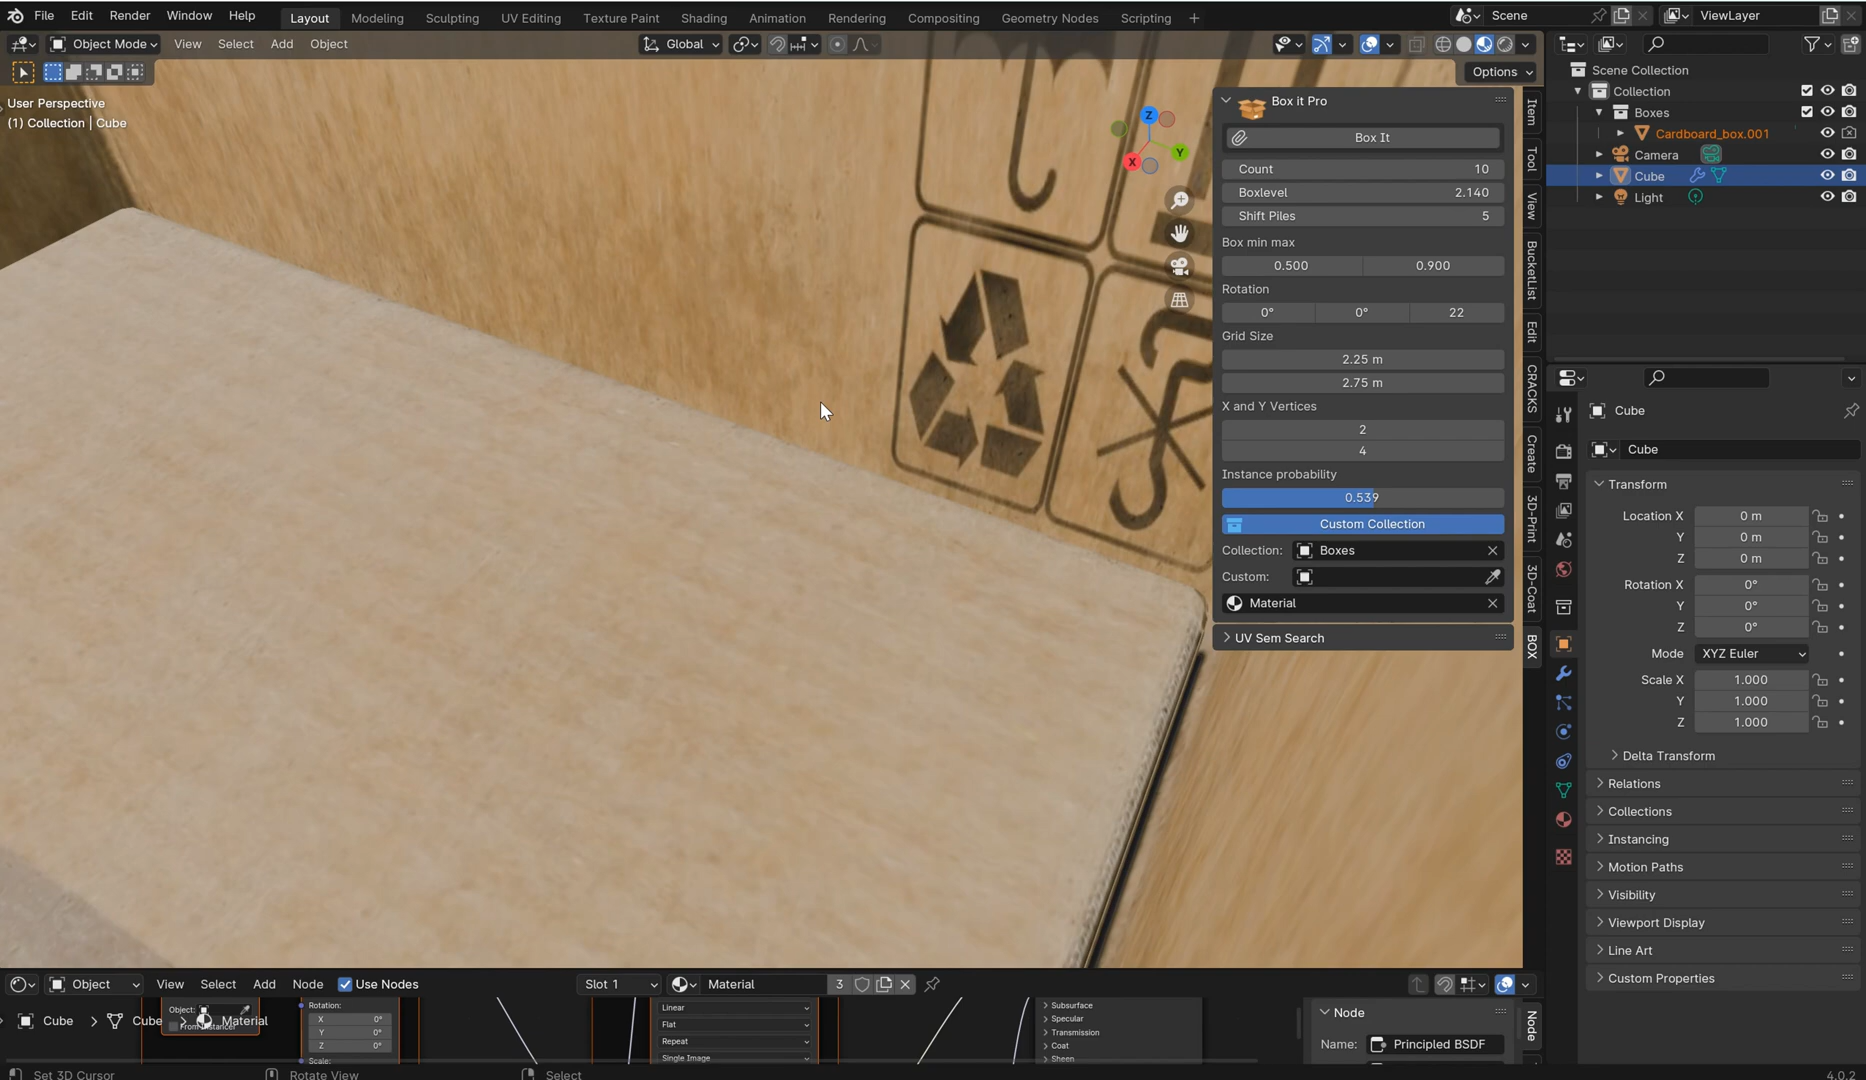 File Edit Render Window Help Layout Modeling Sculpting UV Editing Texture Paint Shading Animation Rendering Compositing Geometry Nodes Scripting + Scene ViewLayer
Object Mode View Select Add Object Global
Options
User Perspective
(1) Collection | Cube
Z
Y
X
Box it Pro
Box It
Count 10
Boxlevel 2.140
Shift Piles 5
Box min max
0.500 0.900
Rotation
0° 0° 22
Grid Size
2.25 m
2.75 m
X and Y Vertices
2
4
Instance probability
0.539
Custom Collection
Collection: Boxes
Custom:
Material
UV Sem Search
Item
Tool
View
BucketList
Edit
CRACKS
Create
3D-Print
3D-Coat
BOX
Scene Collection
Collection
Boxes
Cardboard_box.001
Camera
Cube
Light
Cube
Cube
Transform
Location X 0 m
Y 0 m
Z 0 m
Rotation X 0°
Y 0°
Z 0°
Mode XYZ Euler
Scale X 1.000
Y 1.000
Z 1.000
Delta Transform
Relations
Collections
Instancing
Motion Paths
Visibility
Viewport Display
Line Art
Custom Properties
Object View Select Add Node Use Nodes Slot 1 Material 3
Object:
Cube Cube Material
Rotation:
X 0°
Y 0°
Z 0°
Scale:
Linear
Flat
Repeat
Single Image
Subsurface
Specular
Transmission
Coat
Sheen
Node
Name: Principled BSDF
Node
Set 3D Cursor Rotate View Select 4.0.2